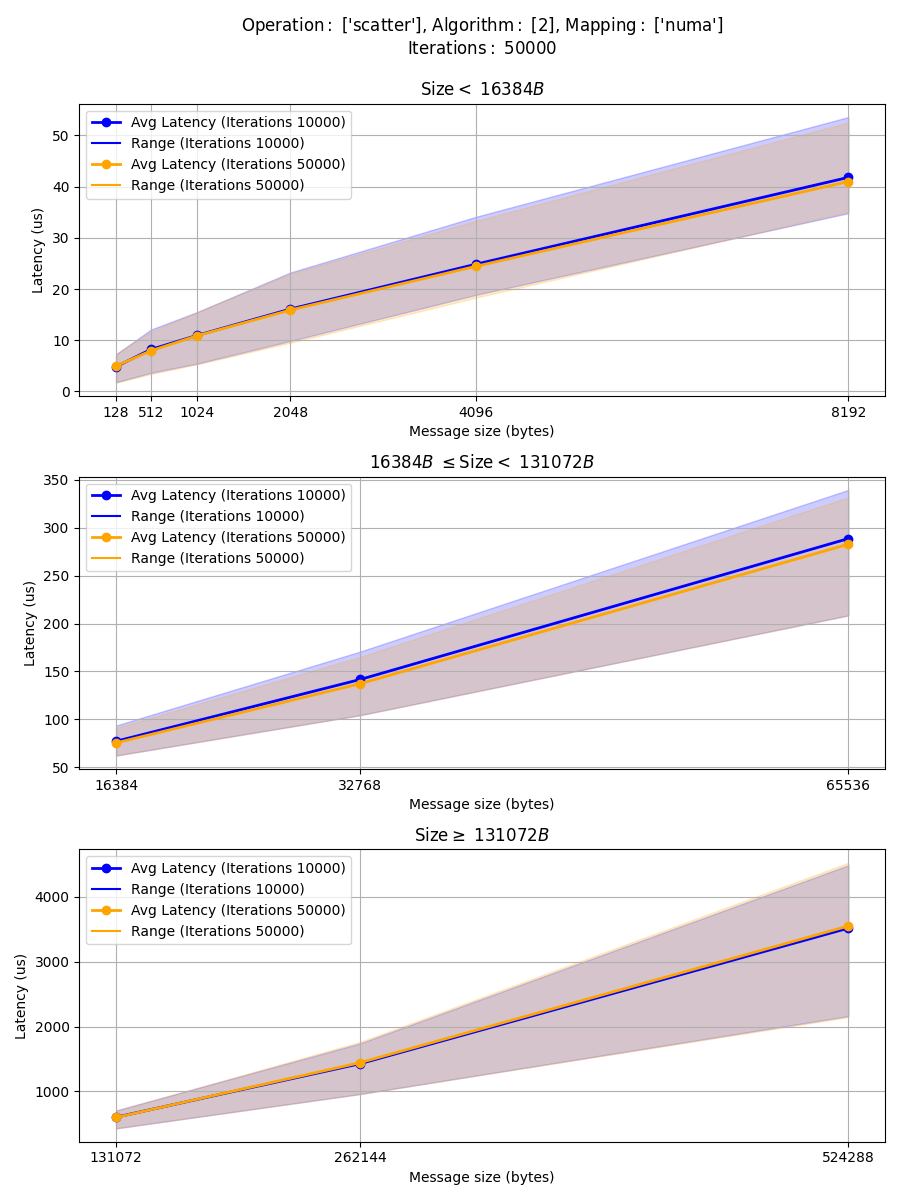 Operation : ['scatter'], Algorithm : [2], Mapping : ['numa']
Iterations : 50000
Size < 16384B
Avg Latency (Iterations 10000)
Range (Iterations 10000)
Avg Latency (Iterations 50000)
Range (Iterations 50000)
50
40
30
20
10
0
Latency (us)
128 512 1024 2048 4096 8192
Message size (bytes)
16384B ≤ Size < 131072B
Avg Latency (Iterations 10000)
Range (Iterations 10000)
Avg Latency (Iterations 50000)
Range (Iterations 50000)
350
300
250
200
150
100
50
Latency (us)
16384 32768 65536
Message size (bytes)
Size ≥ 131072B
Avg Latency (Iterations 10000)
Range (Iterations 10000)
Avg Latency (Iterations 50000)
Range (Iterations 50000)
4000
3000
2000
1000
Latency (us)
131072 262144 524288
Message size (bytes)